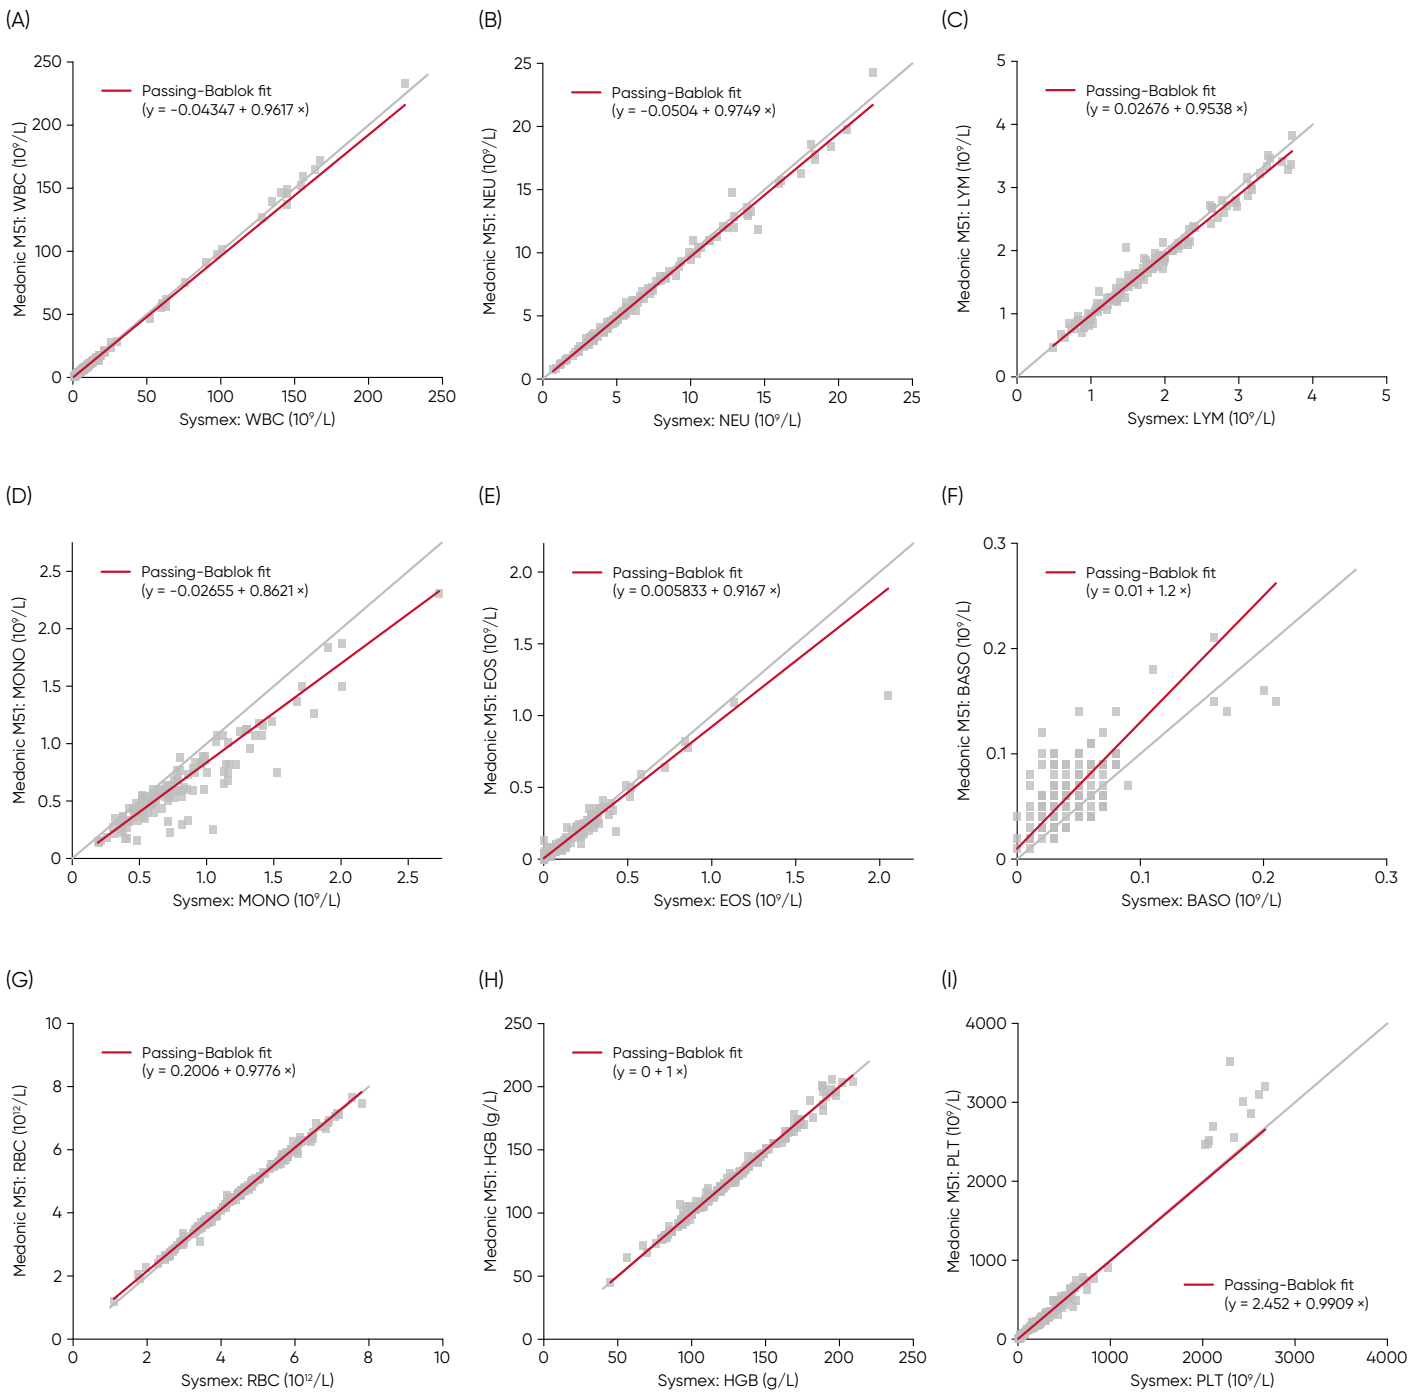 (A)
250
200
150
100
50
0
0
50
100
150
200
250
Medonic M51: WBC (10⁹/L)
Sysmex: WBC (10⁹/L)
Passing-Bablok fit
(y = −0.04347 + 0.9617 ×)
(B)
25
20
15
10
5
0
0
5
10
15
20
25
Medonic M51: NEU (10⁹/L)
Sysmex: NEU (10⁹/L)
Passing-Bablok fit
(y = −0.0504 + 0.9749 ×)
(C)
5
4
3
2
1
0
0
1
2
3
4
5
Medonic M51: LYM (10⁹/L)
Sysmex: LYM (10⁹/L)
Passing-Bablok fit
(y = 0.02676 + 0.9538 ×)
(D)
2.5
2.0
1.5
1.0
0.5
0
0
0.5
1.0
1.5
2.0
2.5
Medonic M51: MONO (10⁹/L)
Sysmex: MONO (10⁹/L)
Passing-Bablok fit
(y = −0.02655 + 0.8621 ×)
(E)
2.0
1.5
1.0
0.5
0
0
0.5
1.0
1.5
2.0
Medonic M51: EOS (10⁹/L)
Sysmex: EOS (10⁹/L)
Passing-Bablok fit
(y = 0.005833 + 0.9167 ×)
(F)
0.3
0.2
0.1
0
0
0.1
0.2
0.3
Medonic M51: BASO (10⁹/L)
Sysmex: BASO (10⁹/L)
Passing-Bablok fit
(y = 0.01 + 1.2 ×)
(G)
10
8
6
4
2
0
0
2
4
6
8
10
Medonic M51: RBC (10¹²/L)
Sysmex: RBC (10¹²/L)
Passing-Bablok fit
(y = 0.2006 + 0.9776 ×)
(H)
250
200
150
100
50
0
0
50
100
150
200
250
Medonic M51: HGB (g/L)
Sysmex: HGB (g/L)
Passing-Bablok fit
(y = 0 + 1 ×)
(I)
4000
3000
2000
1000
0
0
1000
2000
3000
4000
Medonic M51: PLT (10⁹/L)
Sysmex: PLT (10⁹/L)
Passing-Bablok fit
(y = 2.452 + 0.9909 ×)